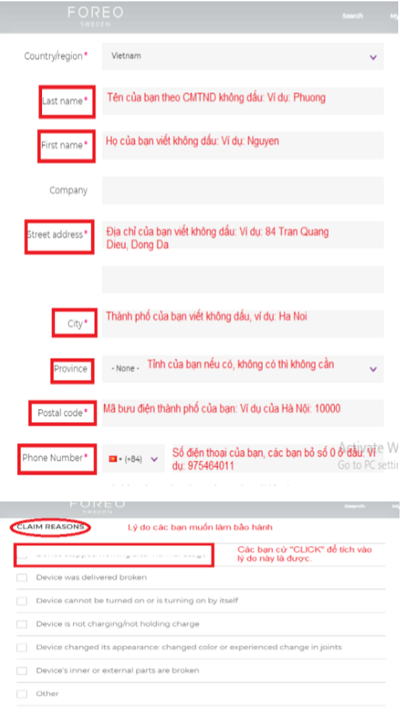 FOREO
SWEDEN
Search
My
Country/region *
Vietnam
Last name *
Tên của bạn theo CMTND không dấu: Ví dụ: Phuong
First name *
Họ của bạn viết không dấu: Ví dụ: Nguyen
Company
Street address *
Địa chỉ của bạn viết không dấu: Ví dụ: 84 Tran Quang
Dieu, Dong Da
City *
Thành phố của bạn viết không dấu, ví dụ: Ha Noi
Province
- None -
Tỉnh của bạn nếu có, không có thì không cần
Postal code *
Mã bưu điện thành phố của bạn: Ví dụ của Hà Nội: 10000
Phone Number *
(+84)
Số điện thoại của bạn, các bạn bỏ số 0 ở đầu: Ví
dụ: 975464011
Activate W
Go to PC settin
FOREO
Search
CLAIM REASONS
Lý do các bạn muốn làm bảo hành
Các bạn cứ "CLICK" để tích vào
lý do này là được.
Device was delivered broken
Device cannot be turned on or is turning on by itself
Device is not charging/not holding charge
Device changed its appearance: changed color or experienced change in joints
Device's inner or external parts are broken
Other